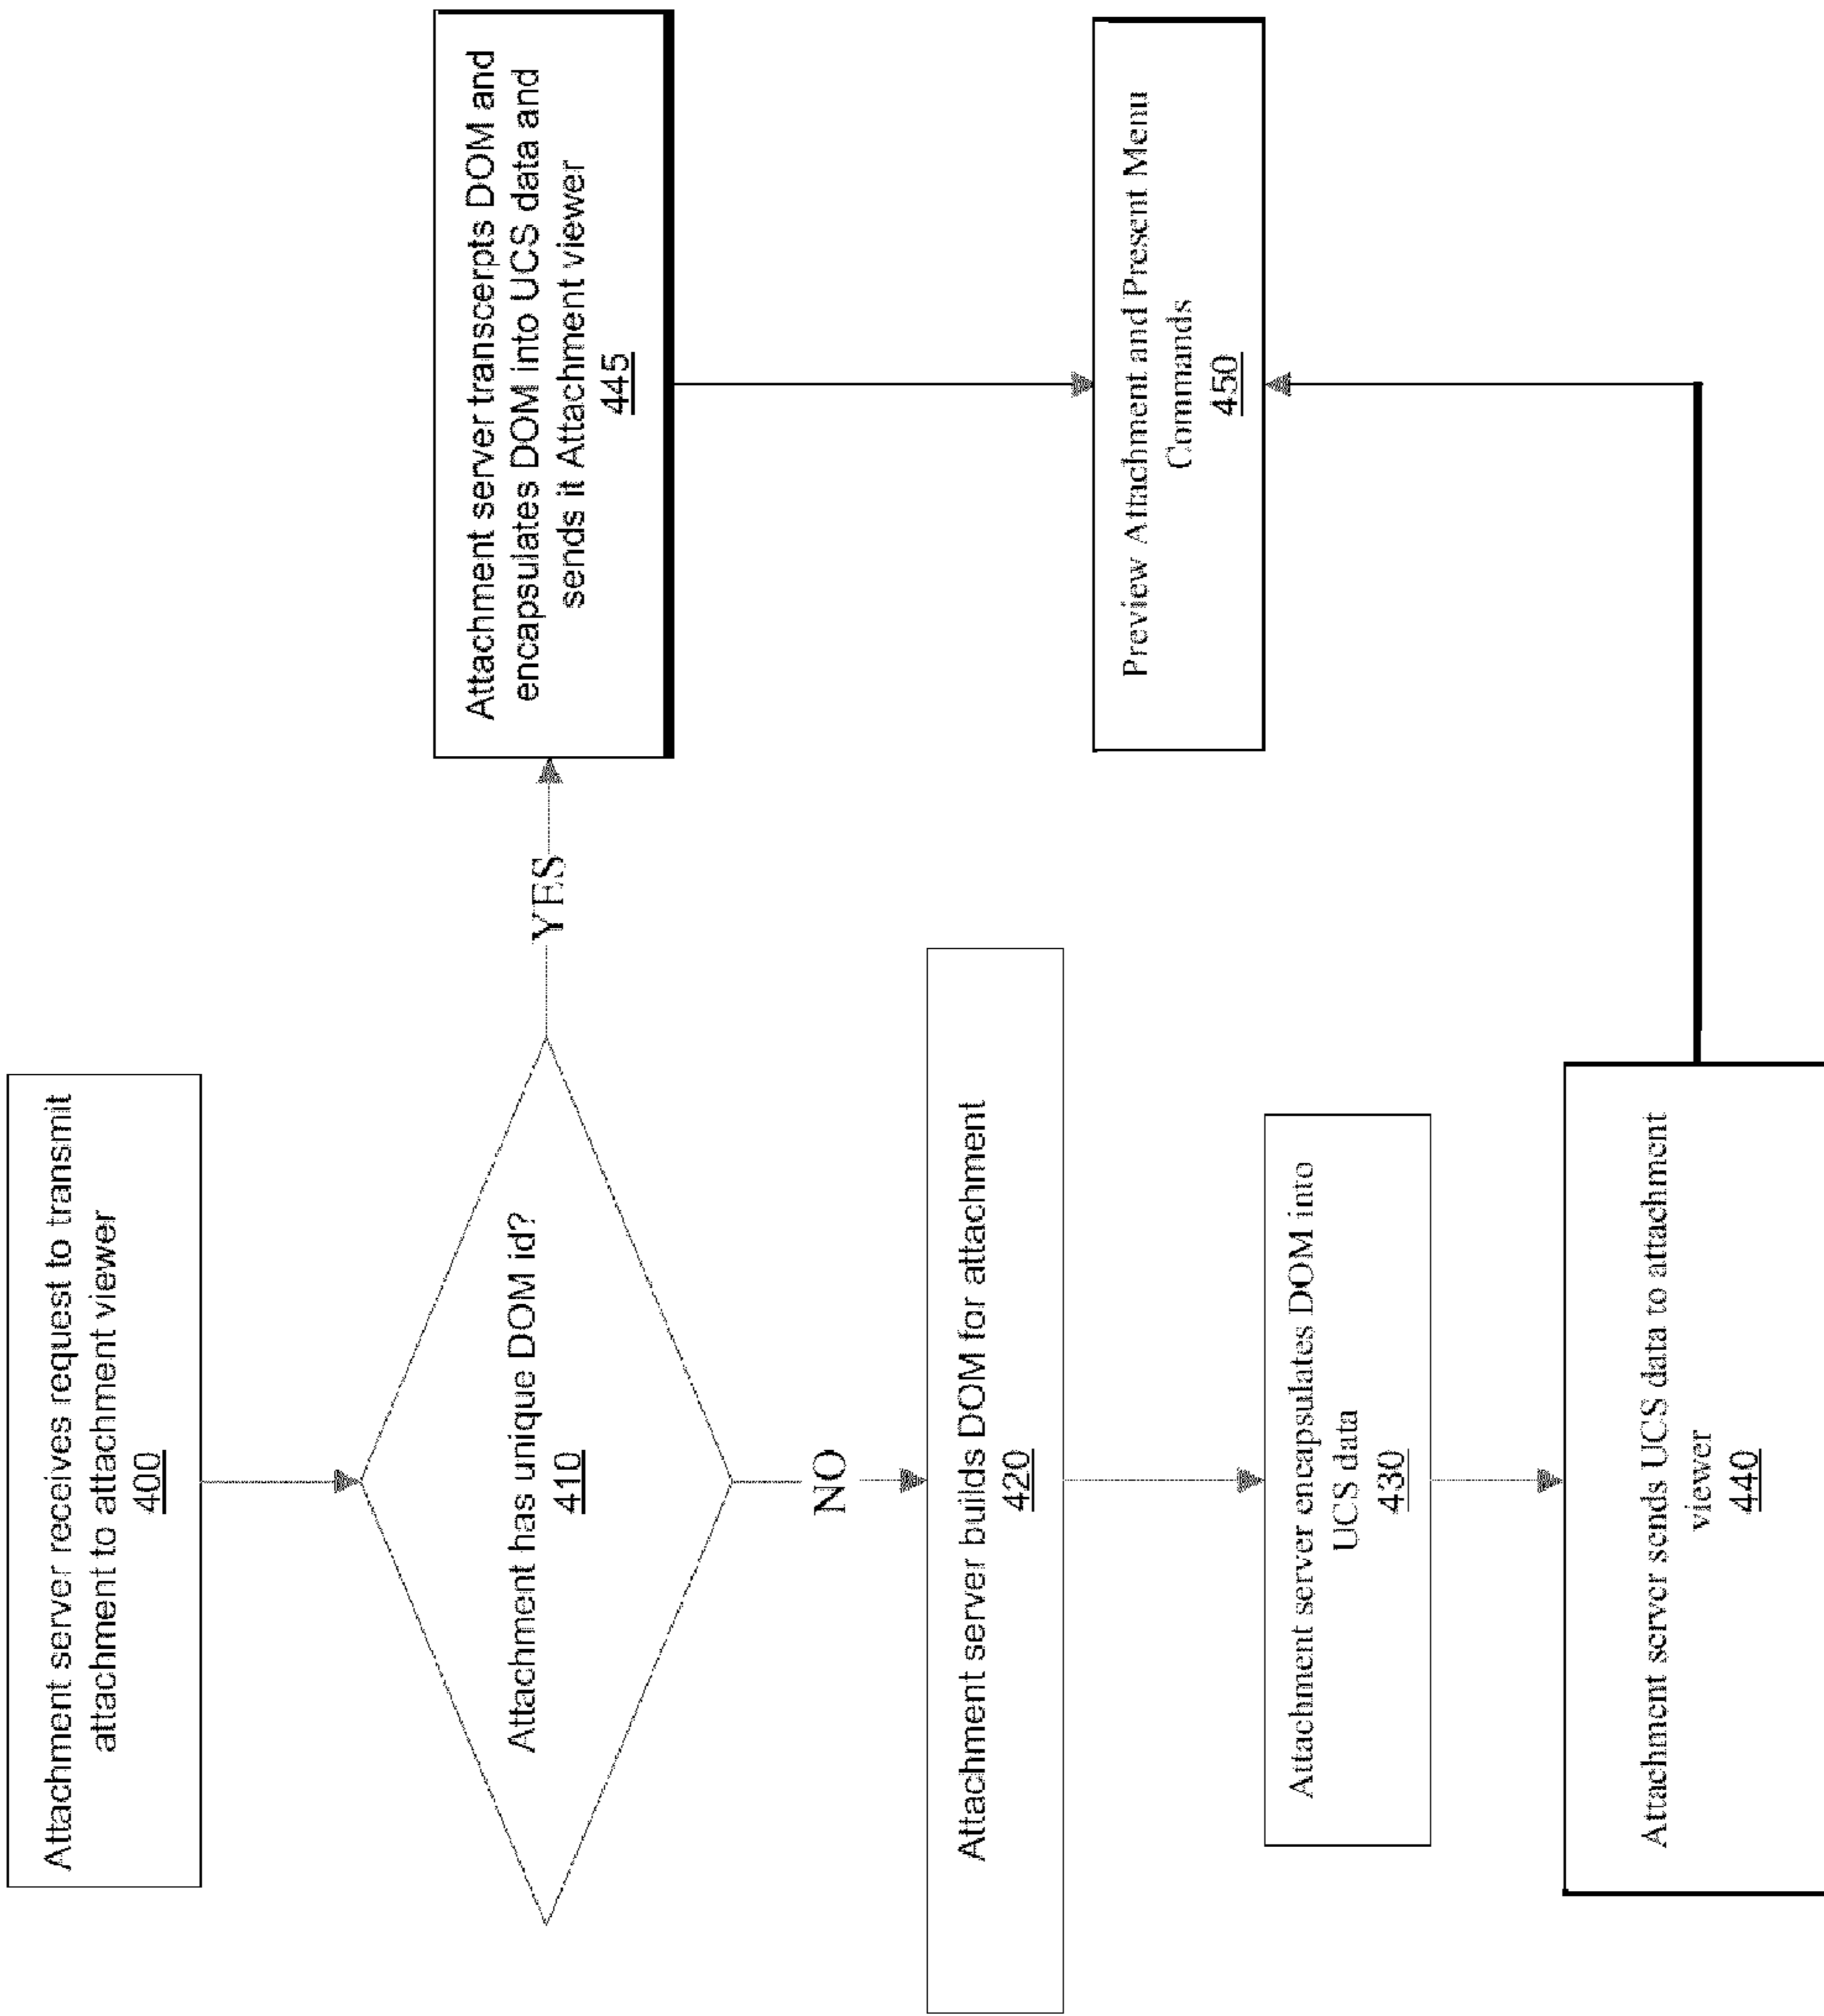 Attachment server receives request to transmit
attachment to attachment viewer
400
Attachment has unique DOM id?
410
YES
Attachment server transcerpts DOM and
encapsulates DOM into UCS data and
sends it Attachment viewer
445
NO
Attachment server builds DOM for attachment
420
Attachment server encapsulates DOM into
UCS data
430
Attachment server sends UCS data to attachment
viewer
440
Preview Attachment and Present Menu
Commands
450